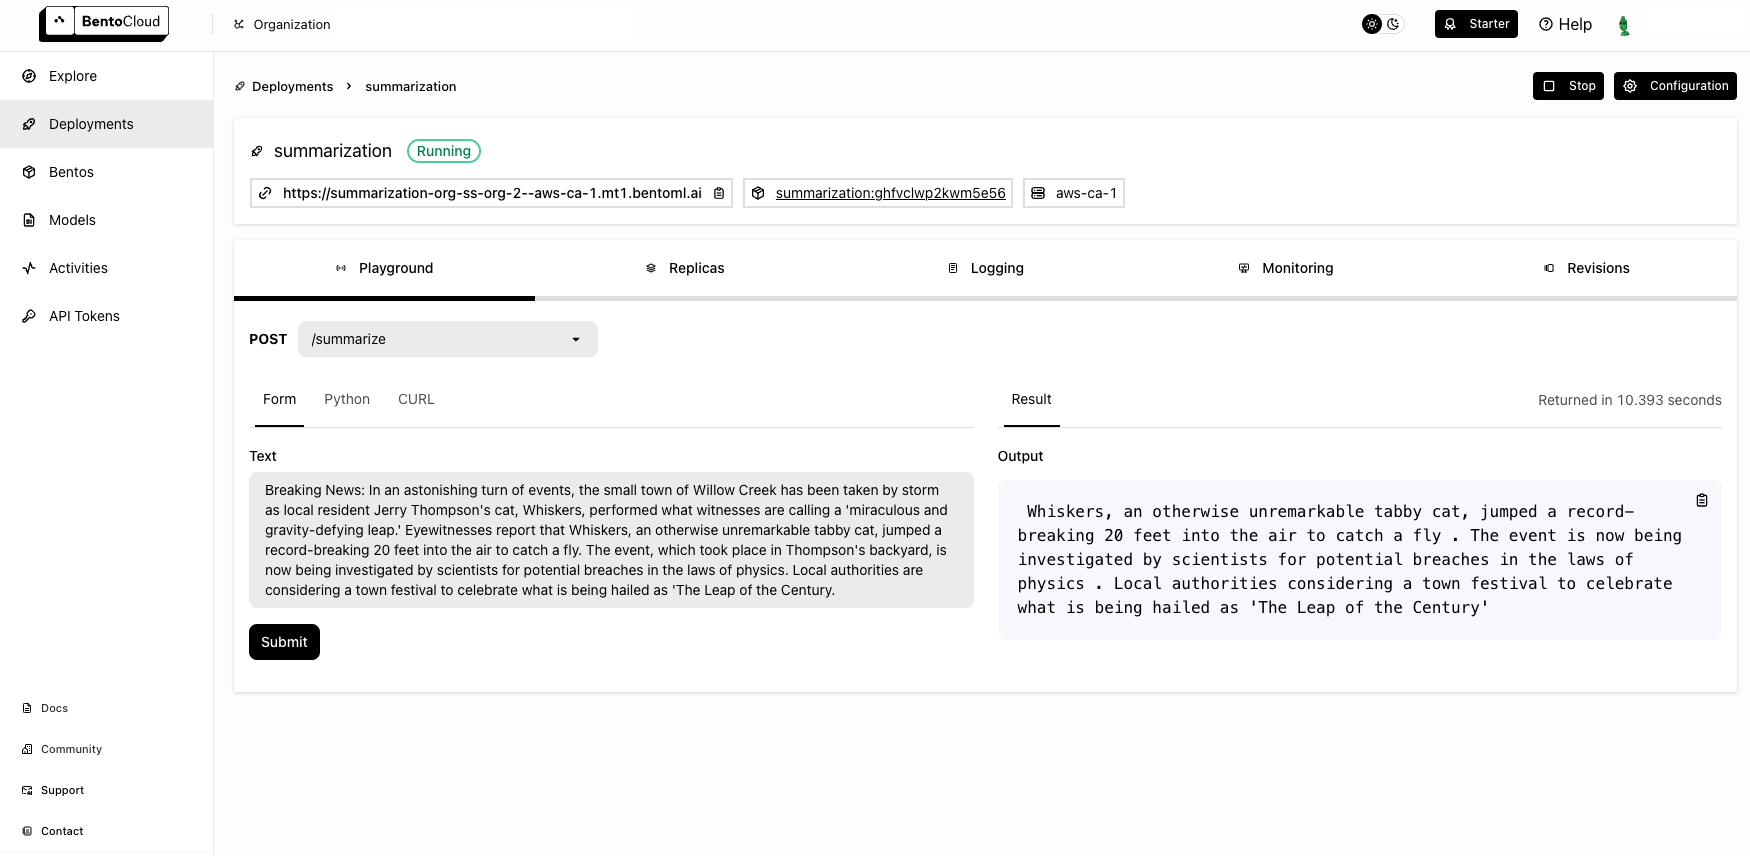 BentoCloud
Organization
Starter
Help
Explore
Deployments
Bentos
Models
Activities
API Tokens
Docs
Community
Support
Contact
Deployments > summarization
Stop
Configuration
summarization
Running
https://summarization-org-ss-org-2--aws-ca-1.mt1.bentoml.ai
summarization:ghfvclwp2kwm5e56
aws-ca-1
Playground
Replicas
Logging
Monitoring
Revisions
POST
/summarize
Form
Python
CURL
Text
Breaking News: In an astonishing turn of events, the small town of Willow Creek has been taken by storm
as local resident Jerry Thompson's cat, Whiskers, performed what witnesses are calling a 'miraculous and
gravity-defying leap.' Eyewitnesses report that Whiskers, an otherwise unremarkable tabby cat, jumped a
record-breaking 20 feet into the air to catch a fly. The event, which took place in Thompson's backyard, is
now being investigated by scientists for potential breaches in the laws of physics. Local authorities are
considering a town festival to celebrate what is being hailed as 'The Leap of the Century.
Submit
Result
Returned in 10.393 seconds
Output
Whiskers, an otherwise unremarkable tabby cat, jumped a record-
breaking 20 feet into the air to catch a fly . The event is now being
investigated by scientists for potential breaches in the laws of
physics . Local authorities considering a town festival to celebrate
what is being hailed as 'The Leap of the Century'